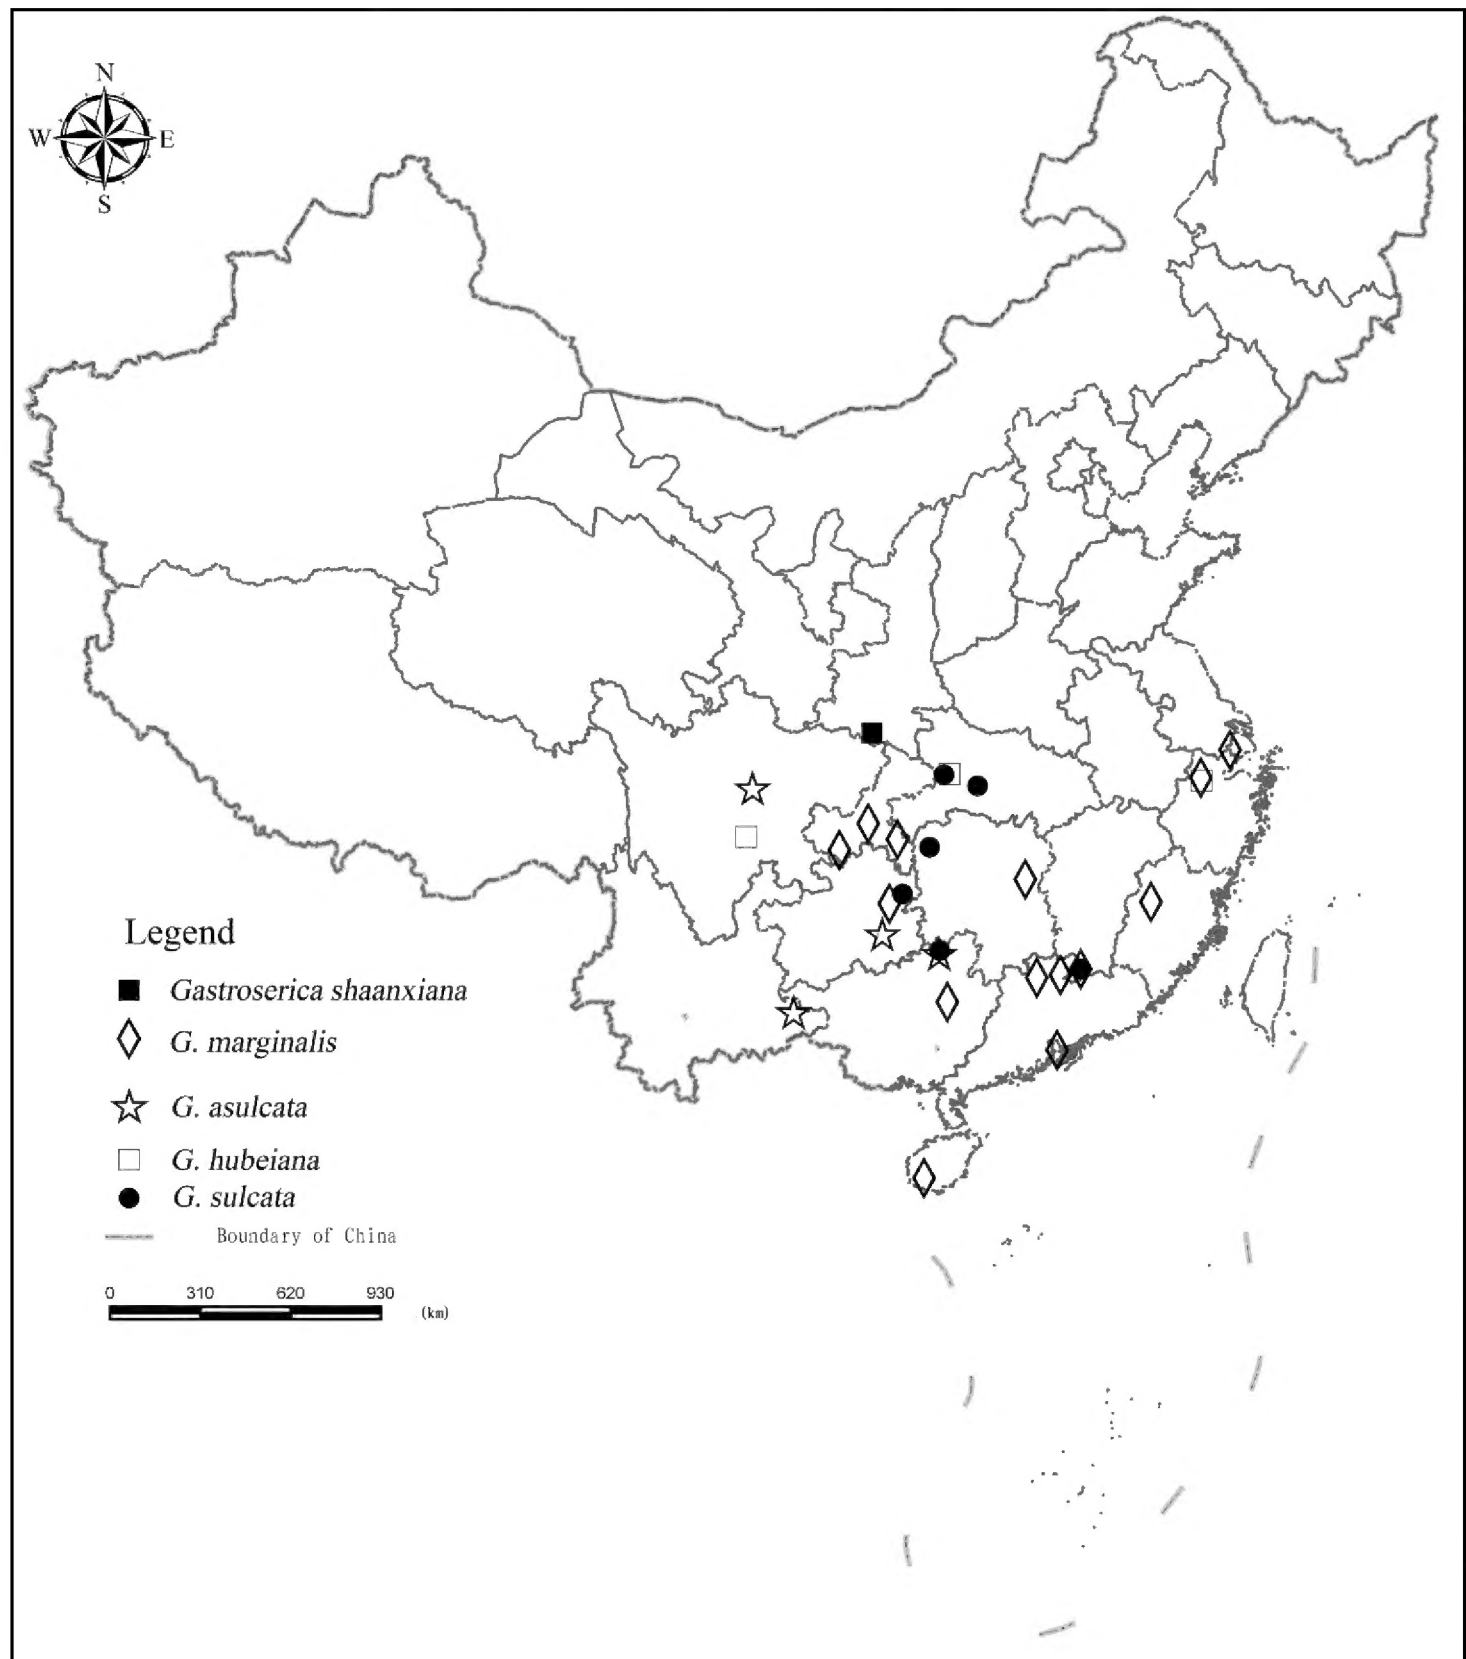 N
W E
S
Legend
Gastroserica shaanxiana
G. marginalis
G. asulcata
G. hubeiana
G. sulcata
Boundary of China
0 310 620 930
(km)